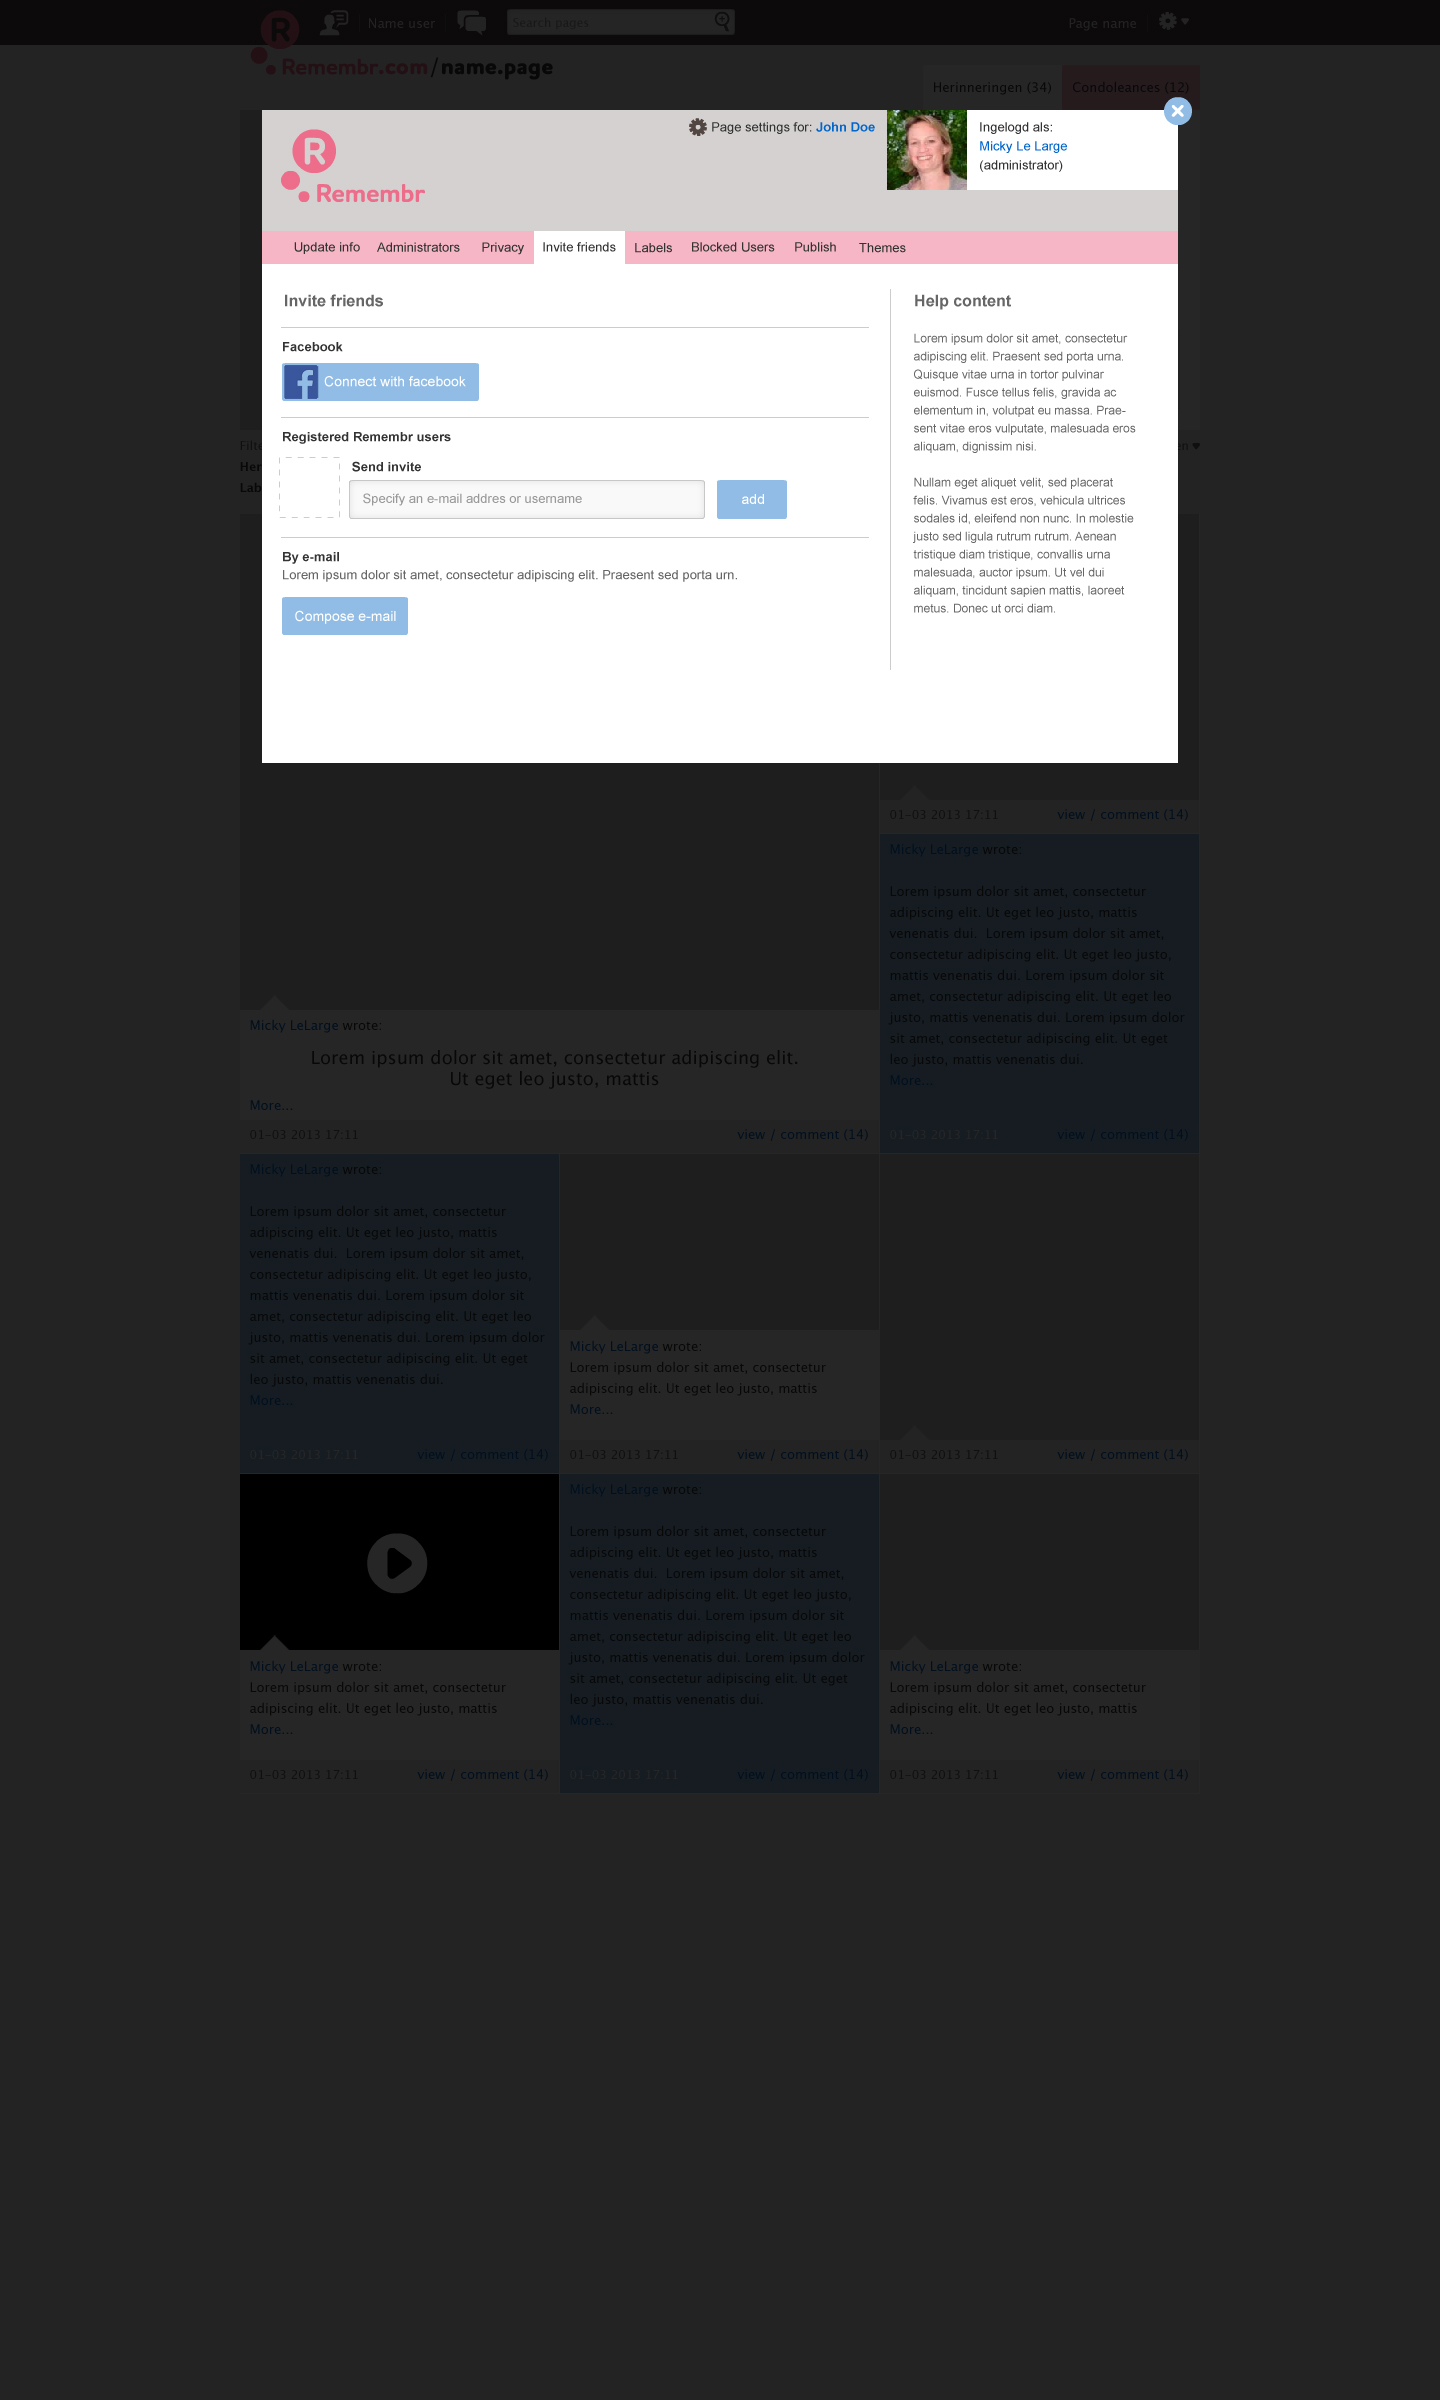 R
Name user
Search pages
Page name
Remembr.com/name.page
Herinneringen (34)
Condoleances (12)
R
Remembr
Page settings for: John Doe
Ingelogd als:
Micky Le Large
(administrator)
Update info
Administrators
Privacy
Invite friends
Labels
Blocked Users
Publish
Themes
Invite friends
Facebook
Connect with facebook
Registered Remembr users
Send invite
Specify an e-mail addres or username
add
By e-mail
Lorem ipsum dolor sit amet, consectetur adipiscing elit. Praesent sed porta urn.
Compose e-mail
Help content
Lorem ipsum dolor sit amet, consectetur
adipiscing elit. Praesent sed porta urna.
Quisque vitae urna in tortor pulvinar
euismod. Fusce tellus felis, gravida ac
elementum in, volutpat eu massa. Prae-
sent vitae eros vulputate, malesuada eros
aliquam, dignissim nisi.
Nullam eget aliquet velit, sed placerat
felis. Vivamus est eros, vehicula ultrices
sodales id, eleifend non nunc. In molestie
justo sed ligula rutrum rutrum. Aenean
tristique diam tristique, convallis urna
malesuada, auctor ipsum. Ut vel dui
aliquam, tincidunt sapien mattis, laoreet
metus. Donec ut orci diam.
01-03 2013 17:11
view / comment (14)
Micky LeLarge wrote:
Lorem ipsum dolor sit amet, consectetur
adipiscing elit. Ut eget leo justo, mattis
venenatis dui.  Lorem ipsum dolor sit amet,
consectetur adipiscing elit. Ut eget leo justo,
mattis venenatis dui. Lorem ipsum dolor sit
amet, consectetur adipiscing elit. Ut eget leo
justo, mattis venenatis dui. Lorem ipsum dolor
sit amet, consectetur adipiscing elit. Ut eget
leo justo, mattis venenatis dui.
More...
01-03 2013 17:11
view / comment (14)
Micky LeLarge wrote:
Lorem ipsum dolor sit amet, consectetur adipiscing elit.
Ut eget leo justo, mattis
More...
01-03 2013 17:11
view / comment (14)
Micky LeLarge wrote:
Lorem ipsum dolor sit amet, consectetur
adipiscing elit. Ut eget leo justo, mattis
venenatis dui.  Lorem ipsum dolor sit amet,
consectetur adipiscing elit. Ut eget leo justo,
mattis venenatis dui. Lorem ipsum dolor sit
amet, consectetur adipiscing elit. Ut eget leo
justo, mattis venenatis dui. Lorem ipsum dolor
sit amet, consectetur adipiscing elit. Ut eget
leo justo, mattis venenatis dui.
More...
01-03 2013 17:11
view / comment (14)
Micky LeLarge wrote:
Lorem ipsum dolor sit amet, consectetur
adipiscing elit. Ut eget leo justo, mattis
More...
01-03 2013 17:11
view / comment (14)
01-03 2013 17:11
view / comment (14)
Micky LeLarge wrote:
Lorem ipsum dolor sit amet, consectetur
adipiscing elit. Ut eget leo justo, mattis
More...
01-03 2013 17:11
view / comment (14)
Micky LeLarge wrote:
Lorem ipsum dolor sit amet, consectetur
adipiscing elit. Ut eget leo justo, mattis
venenatis dui.  Lorem ipsum dolor sit amet,
consectetur adipiscing elit. Ut eget leo justo,
mattis venenatis dui. Lorem ipsum dolor sit
amet, consectetur adipiscing elit. Ut eget leo
justo, mattis venenatis dui. Lorem ipsum dolor
sit amet, consectetur adipiscing elit. Ut eget
leo justo, mattis venenatis dui.
More...
01-03 2013 17:11
view / comment (14)
Micky LeLarge wrote:
Lorem ipsum dolor sit amet, consectetur
adipiscing elit. Ut eget leo justo, mattis
More...
01-03 2013 17:11
view / comment (14)